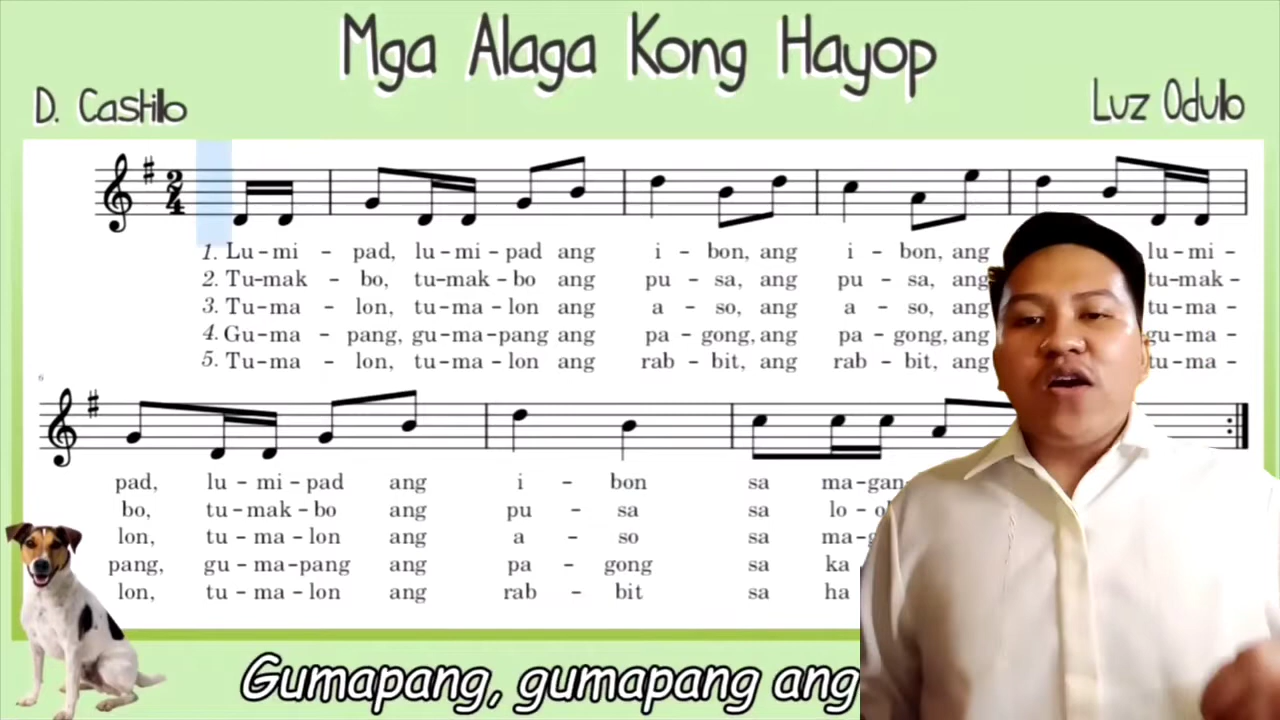 Mga Alaga Kong Hayop
D. Castillo
Luz Odullo
2
4
1. Lu-mi - pad, lu-mi-pad ang i - bon, ang i - bon, ang lu-mi -
2. Tu-mak - bo, tu-mak-bo ang pu - sa, ang pu - sa, ang tu-mak -
3. Tu-ma - lon, tu-ma-lon ang a - so, ang a - so, ang tu-ma -
4. Gu-ma - pang, gu-ma-pang ang pa - gong, ang pa - gong, ang gu-ma -
5. Tu-ma - lon, tu-ma-lon ang rab - bit, ang rab - bit, ang tu-ma -
6
pad, lu-mi-pad ang i - bon sa ma-gan-
bo, tu-mak-bo ang pu - sa sa lo-
lon, tu-ma-lon ang a - so sa
pang, gu-ma-pang ang pa - gong sa ka
lon, tu-ma-lon ang rab - bit sa ha
Gumapang, gumapang ang